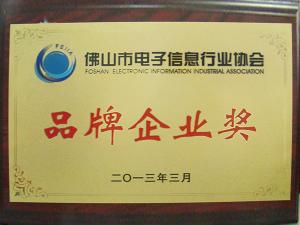 FEIIA
佛山市电子信息行业协会
FOSHAN ELECTRONIC INFORMATION INDUSTRIAL ASSOCIATION
品牌企业奖
二〇一三年三月